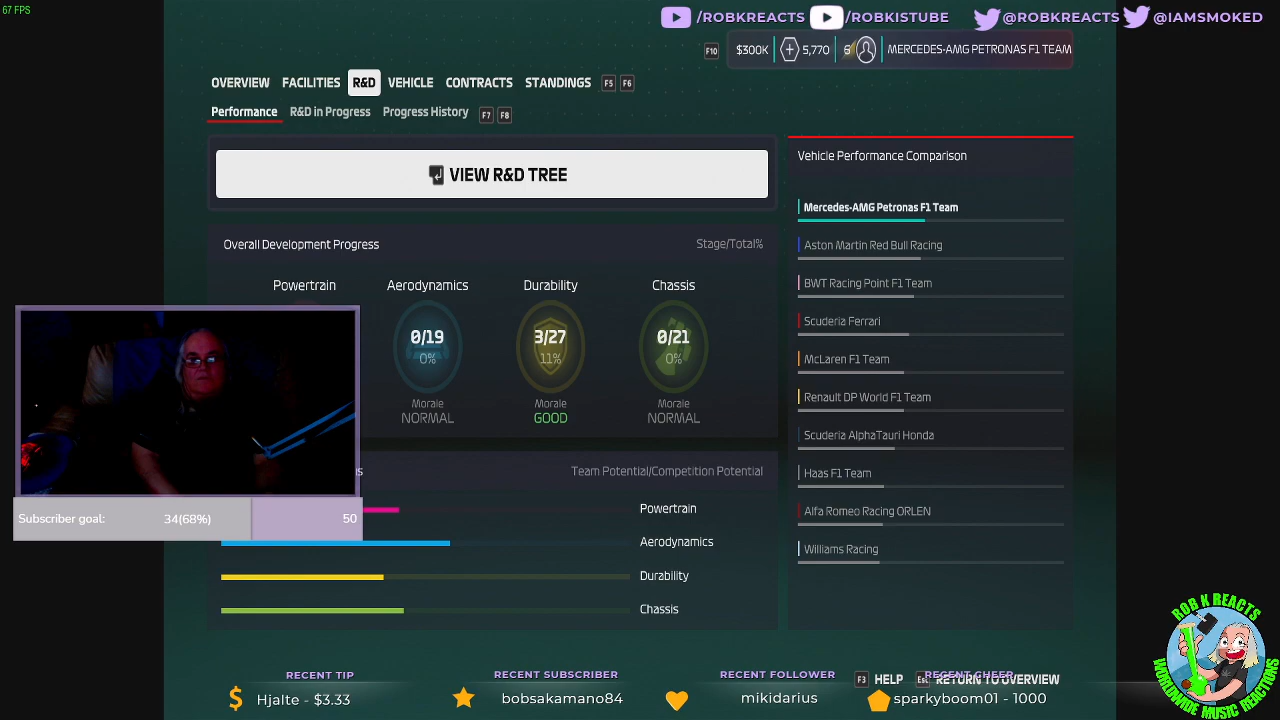 67 FPS
/ROBKREACTS /ROBKISTUBE @ROBKREACTS @IAMSMOKED
F10 $300K 5,770 6 MERCEDES-AMG PETRONAS F1 TEAM
OVERVIEW FACILITIES R&D VEHICLE CONTRACTS STANDINGS F5 F6
Performance R&D in Progress Progress History F7 F8
VIEW R&D TREE
Overall Development Progress Stage/Total%
Powertrain Aerodynamics Durability Chassis
0/19 3/27 0/21
0% 11% 0%
Morale Morale Morale
NORMAL GOOD NORMAL
Team Potential/Competition Potential
Powertrain
Aerodynamics
Durability
Chassis
Vehicle Performance Comparison
Mercedes-AMG Petronas F1 Team
Aston Martin Red Bull Racing
BWT Racing Point F1 Team
Scuderia Ferrari
McLaren F1 Team
Renault DP World F1 Team
Scuderia AlphaTauri Honda
Haas F1 Team
Alfa Romeo Racing ORLEN
Williams Racing
Subscriber goal: 34(68%) 50
F3 HELP Esc RETURN TO OVERVIEW
RECENT TIP RECENT SUBSCRIBER RECENT FOLLOWER RECENT CHEER
Hjalte - $3.33 bobsakamano84 mikidarius sparkyboom01 - 1000
ROB K REACTS
WORLDWIDE MUSIC REACTIONS